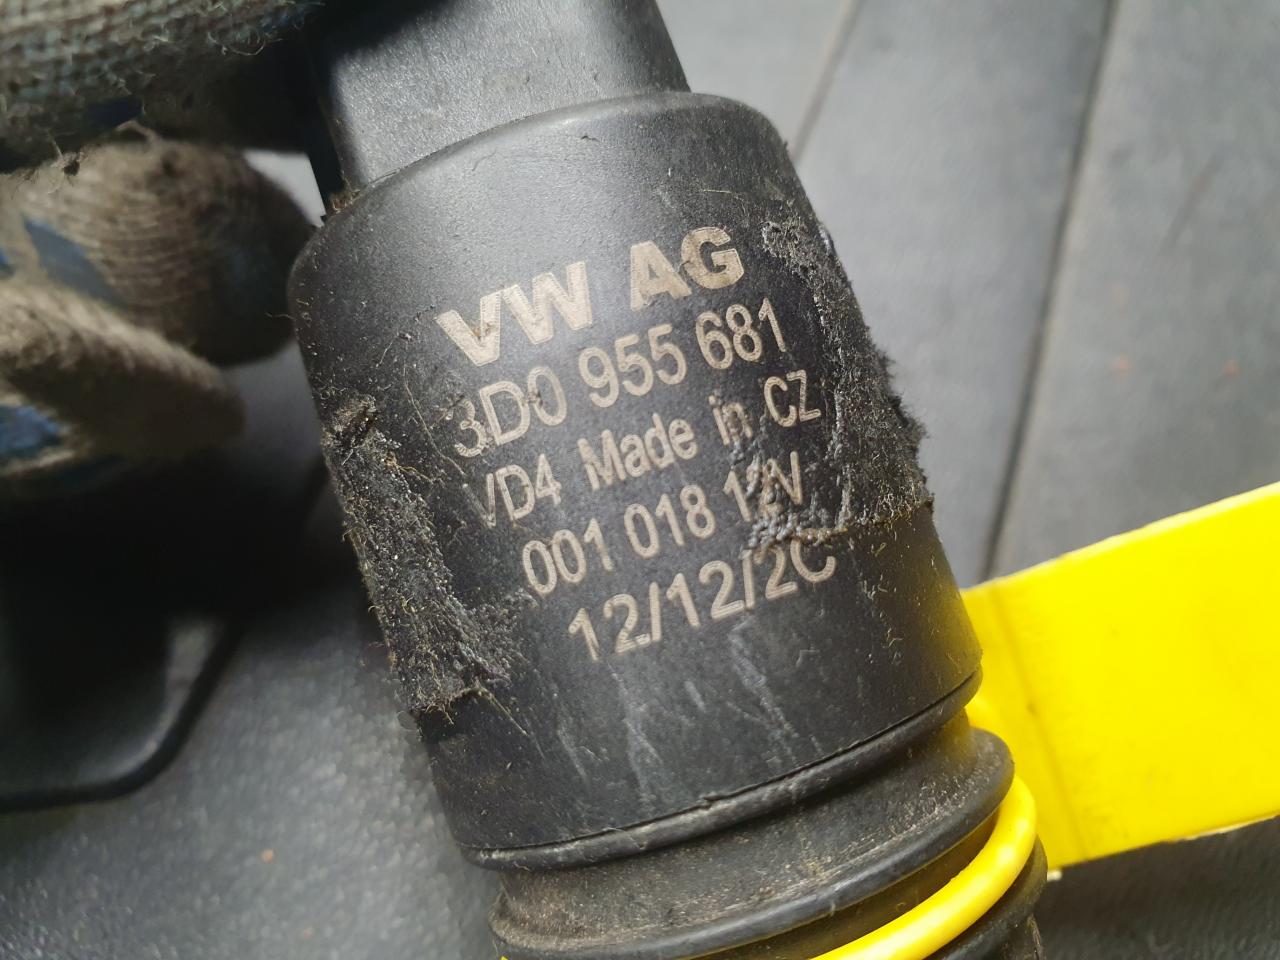 VW AG
3D0 955 681
VD4 Made in CZ
001 018 12V
12/12/2C